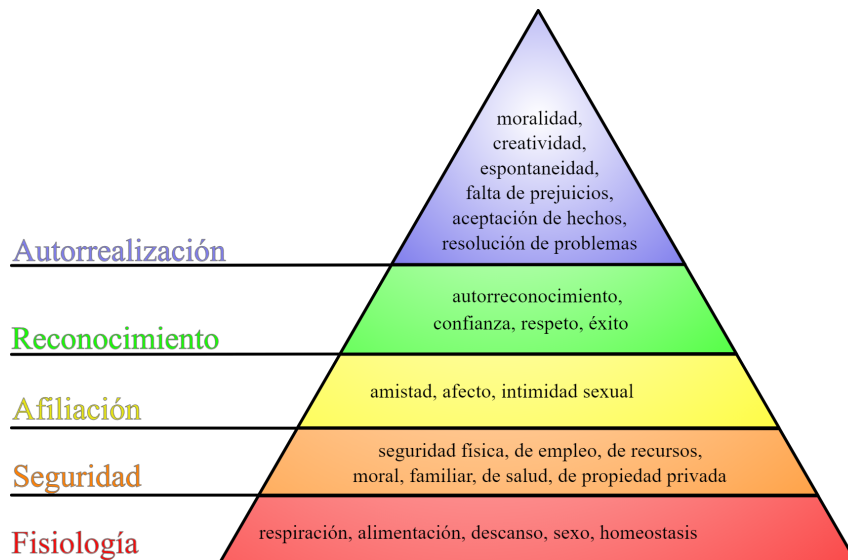 moralidad,
creatividad,
espontaneidad,
falta de prejuicios,
aceptación de hechos,
resolución de problemas
Autorrealización
autorreconocimiento,
confianza, respeto, éxito
Reconocimiento
amistad, afecto, intimidad sexual
Afiliación
seguridad física, de empleo, de recursos,
moral, familiar, de salud, de propiedad privada
Seguridad
respiración, alimentación, descanso, sexo, homeostasis
Fisiología